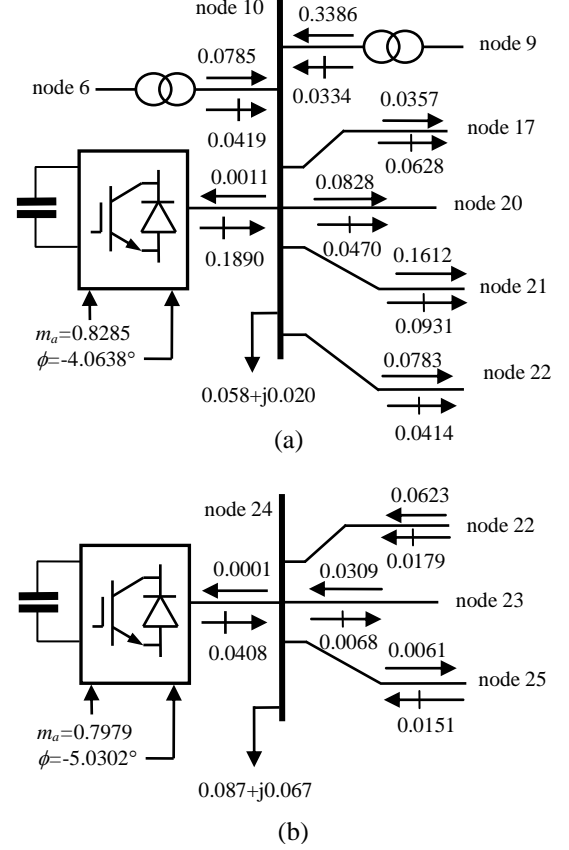 node 10
0.3386
node 9
0.0785
node 6
0.0334
0.0357
0.0419
node 17
0.0628
0.0011
0.0828
node 20
0.0470
0.1890
0.1612
node 21
0.0931
mₐ=0.8285
ϕ=-4.0638°
0.0783
node 22
0.058+j0.020
0.0414
(a)
node 24
0.0623
node 22
0.0179
0.0001
0.0309
node 23
0.0408
0.0068
0.0061
node 25
0.0151
mₐ=0.7979
ϕ=-5.0302°
0.087+j0.067
(b)